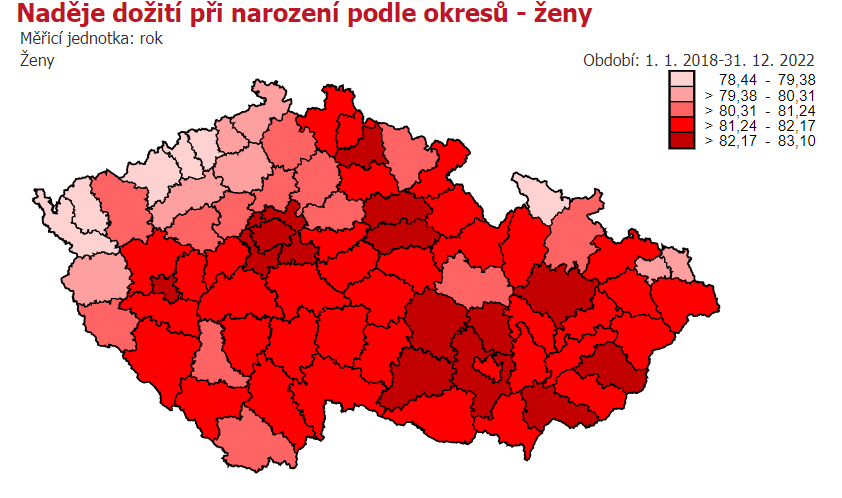 Naděje dožití při narození podle okresů - ženy
Měřicí jednotka: rok
Ženy
Období: 1. 1. 2018-31. 12. 2022
78,44 - 79,38
> 79,38 - 80,31
> 80,31 - 81,24
> 81,24 - 82,17
> 82,17 - 83,10